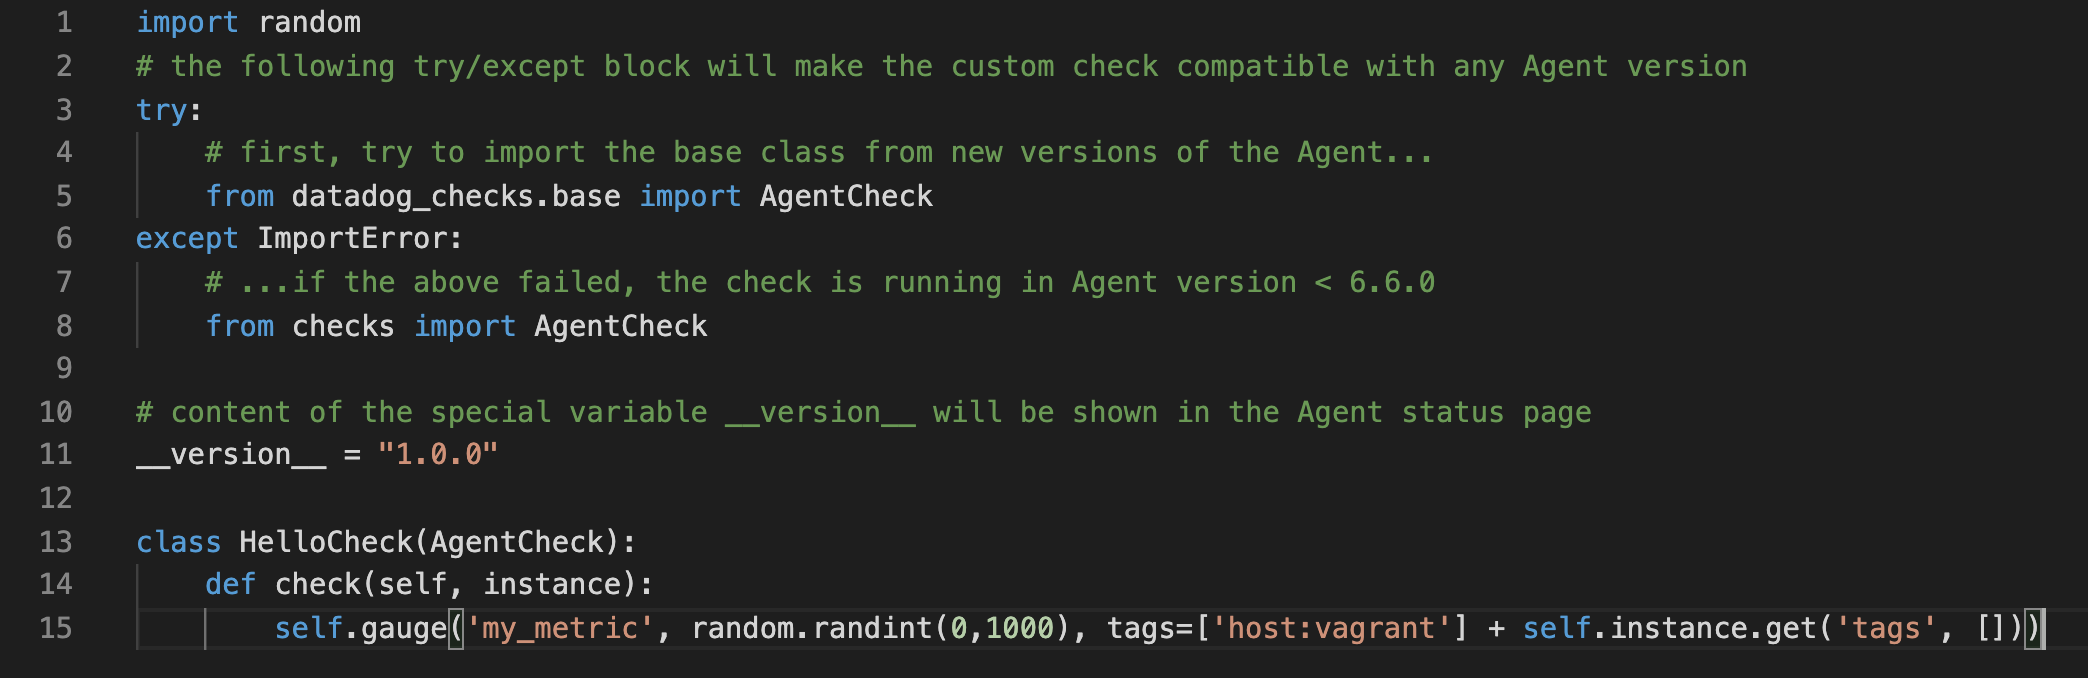 1 import random
2 # the following try/except block will make the custom check compatible with any Agent version
3 try:
4     # first, try to import the base class from new versions of the Agent...
5     from datadog_checks.base import AgentCheck
6 except ImportError:
7     # ...if the above failed, the check is running in Agent version < 6.6.0
8     from checks import AgentCheck
9
10 # content of the special variable __version__ will be shown in the Agent status page
11 __version__ = "1.0.0"
12
13 class HelloCheck(AgentCheck):
14     def check(self, instance):
15         self.gauge('my_metric', random.randint(0,1000), tags=['host:vagrant'] + self.instance.get('tags', []))